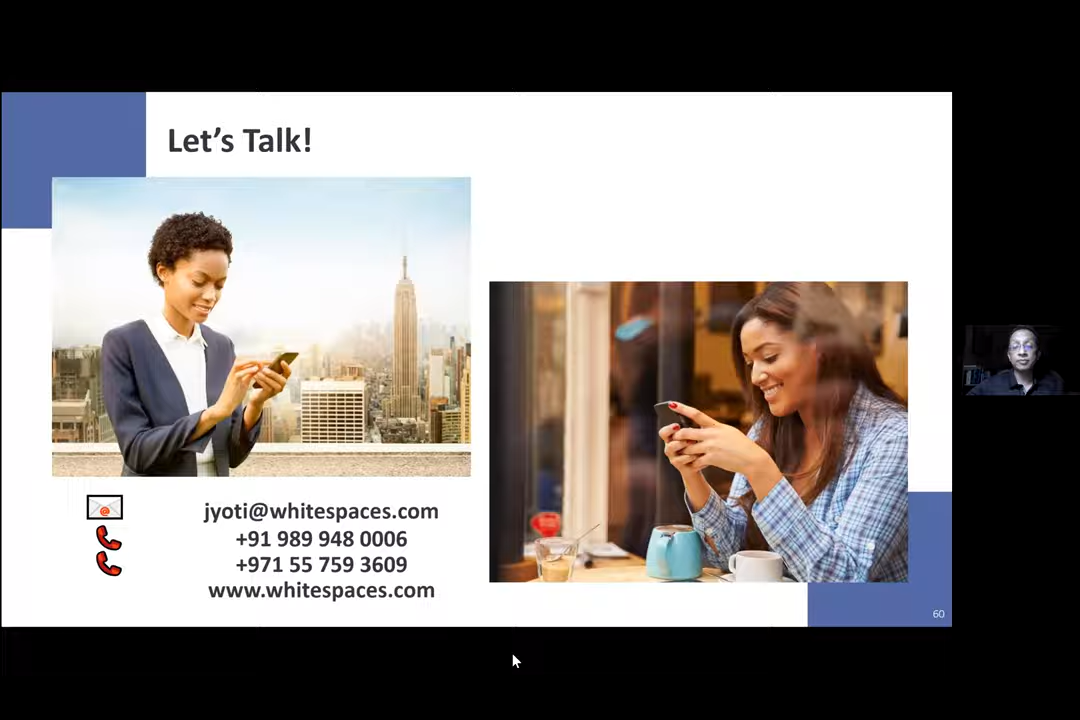 Let's Talk!
jyoti@whitespaces.com
+91 989 948 0006
+971 55 759 3609
www.whitespaces.com
60